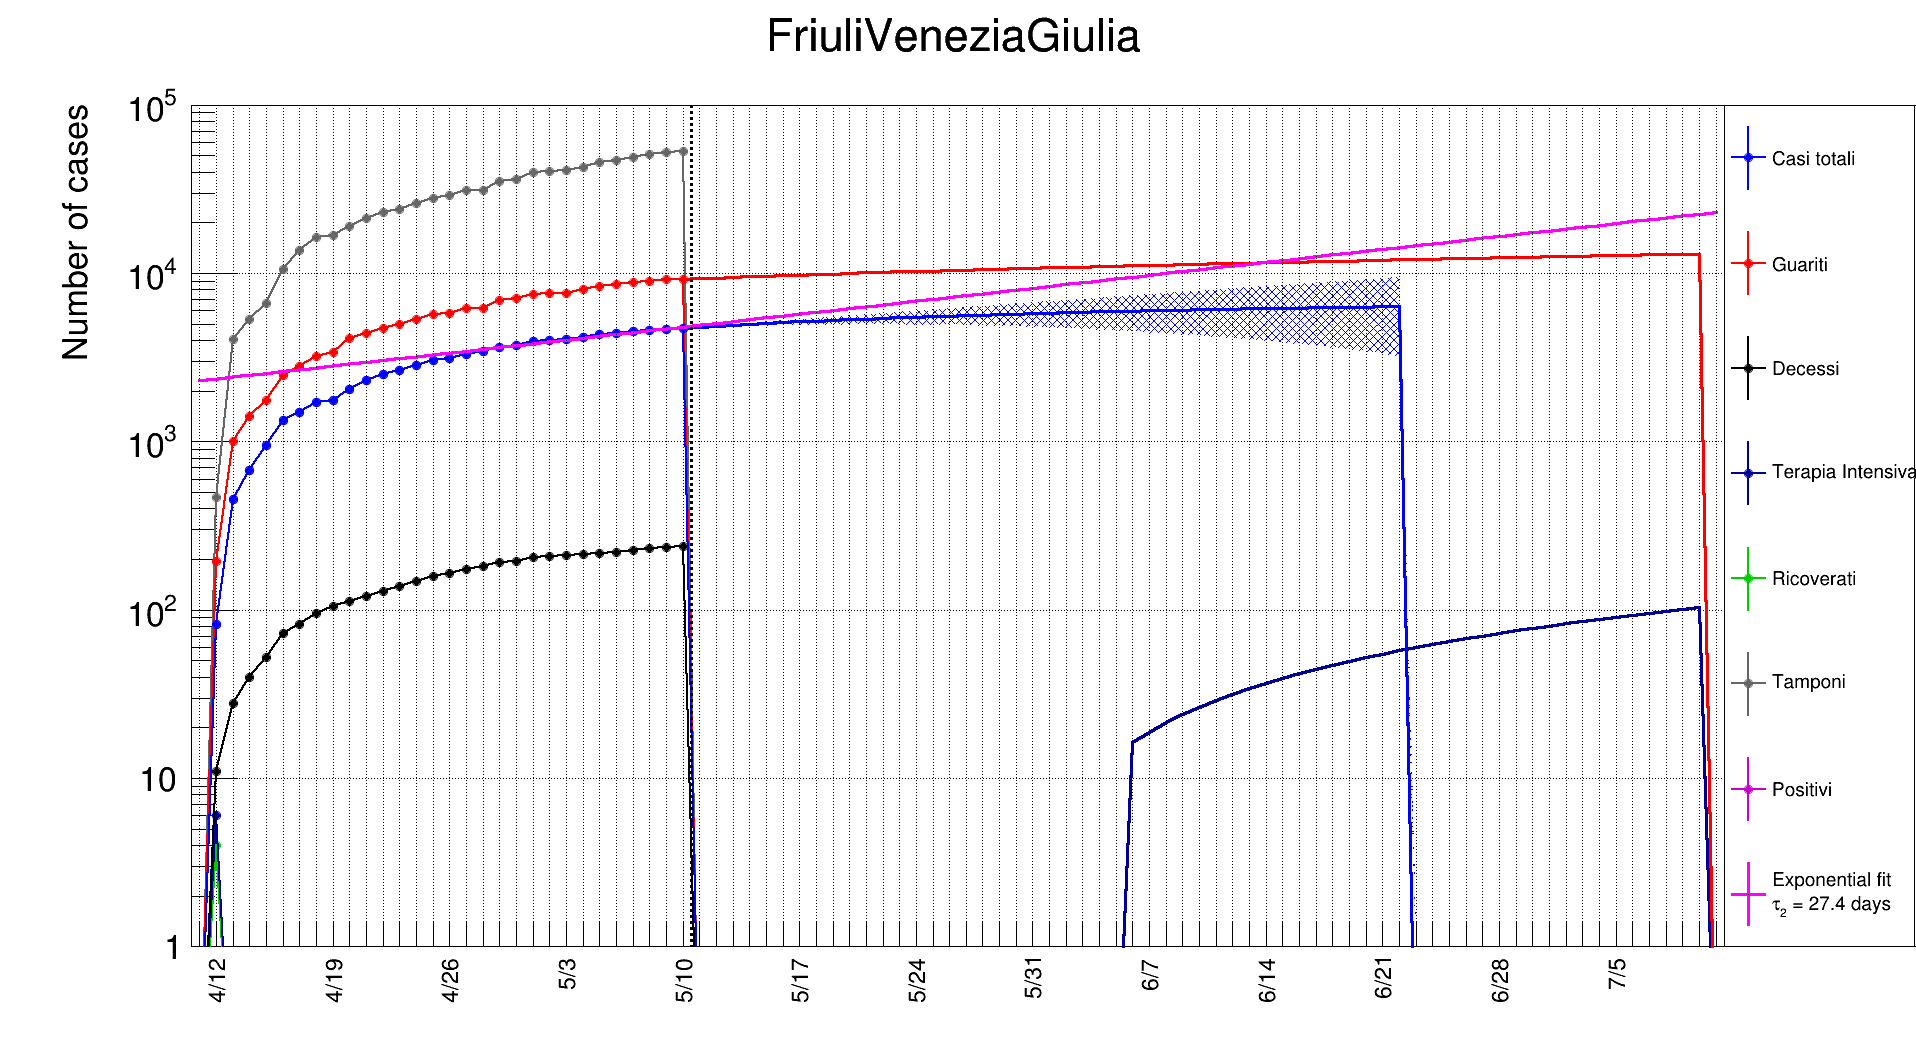 FriuliVeneziaGiulia
Number of cases
10^5
10^4
10^3
10^2
10
1
4/12
4/19
4/26
5/3
5/10
5/17
5/24
5/31
6/7
6/14
6/21
6/28
7/5
Casi totali
Guariti
Decessi
Terapia Intensiva
Ricoverati
Tamponi
Positivi
Exponential fit
τ₂ = 27.4 days